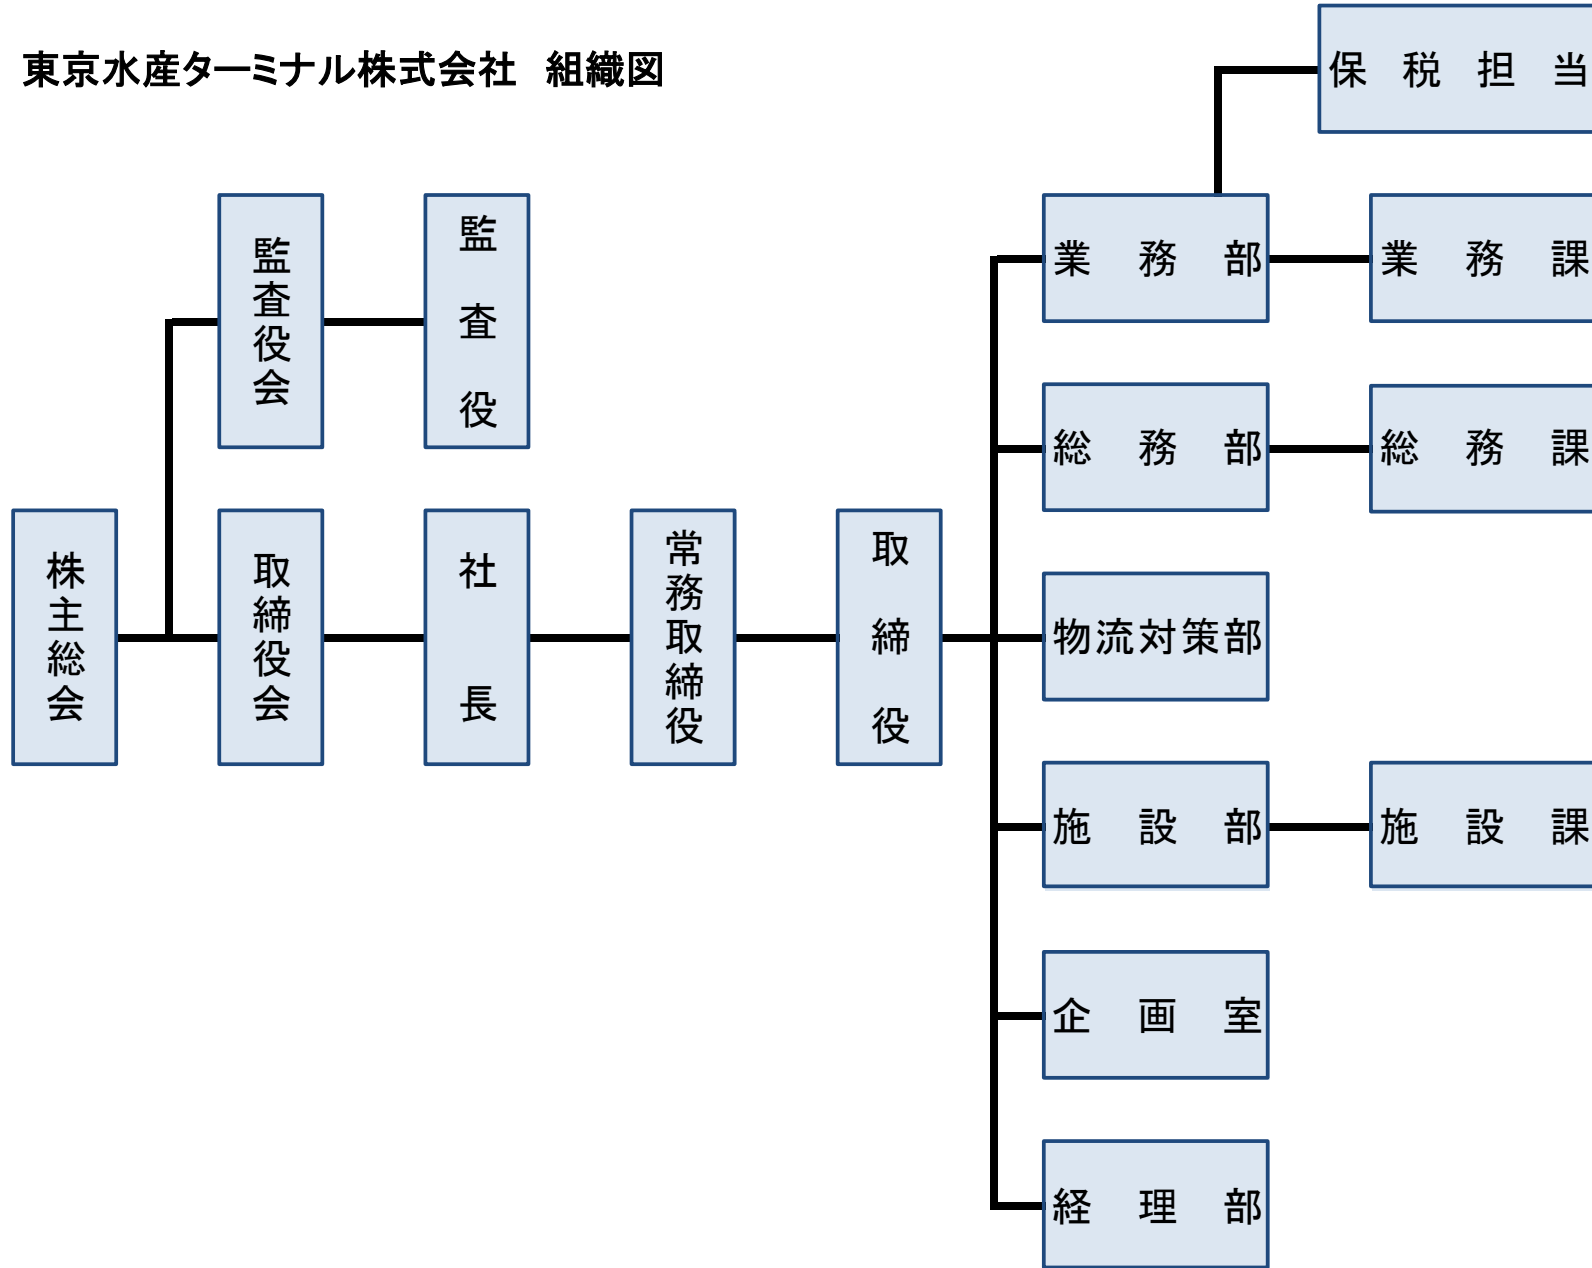 東京水産ターミナル株式会社　組織図
保税担当
監査役会
監査役
業務部
業務課
総務部
総務課
株主総会
取締役会
社長
常務取締役
取締役
物流対策部
施設部
施設課
企画室
経理部